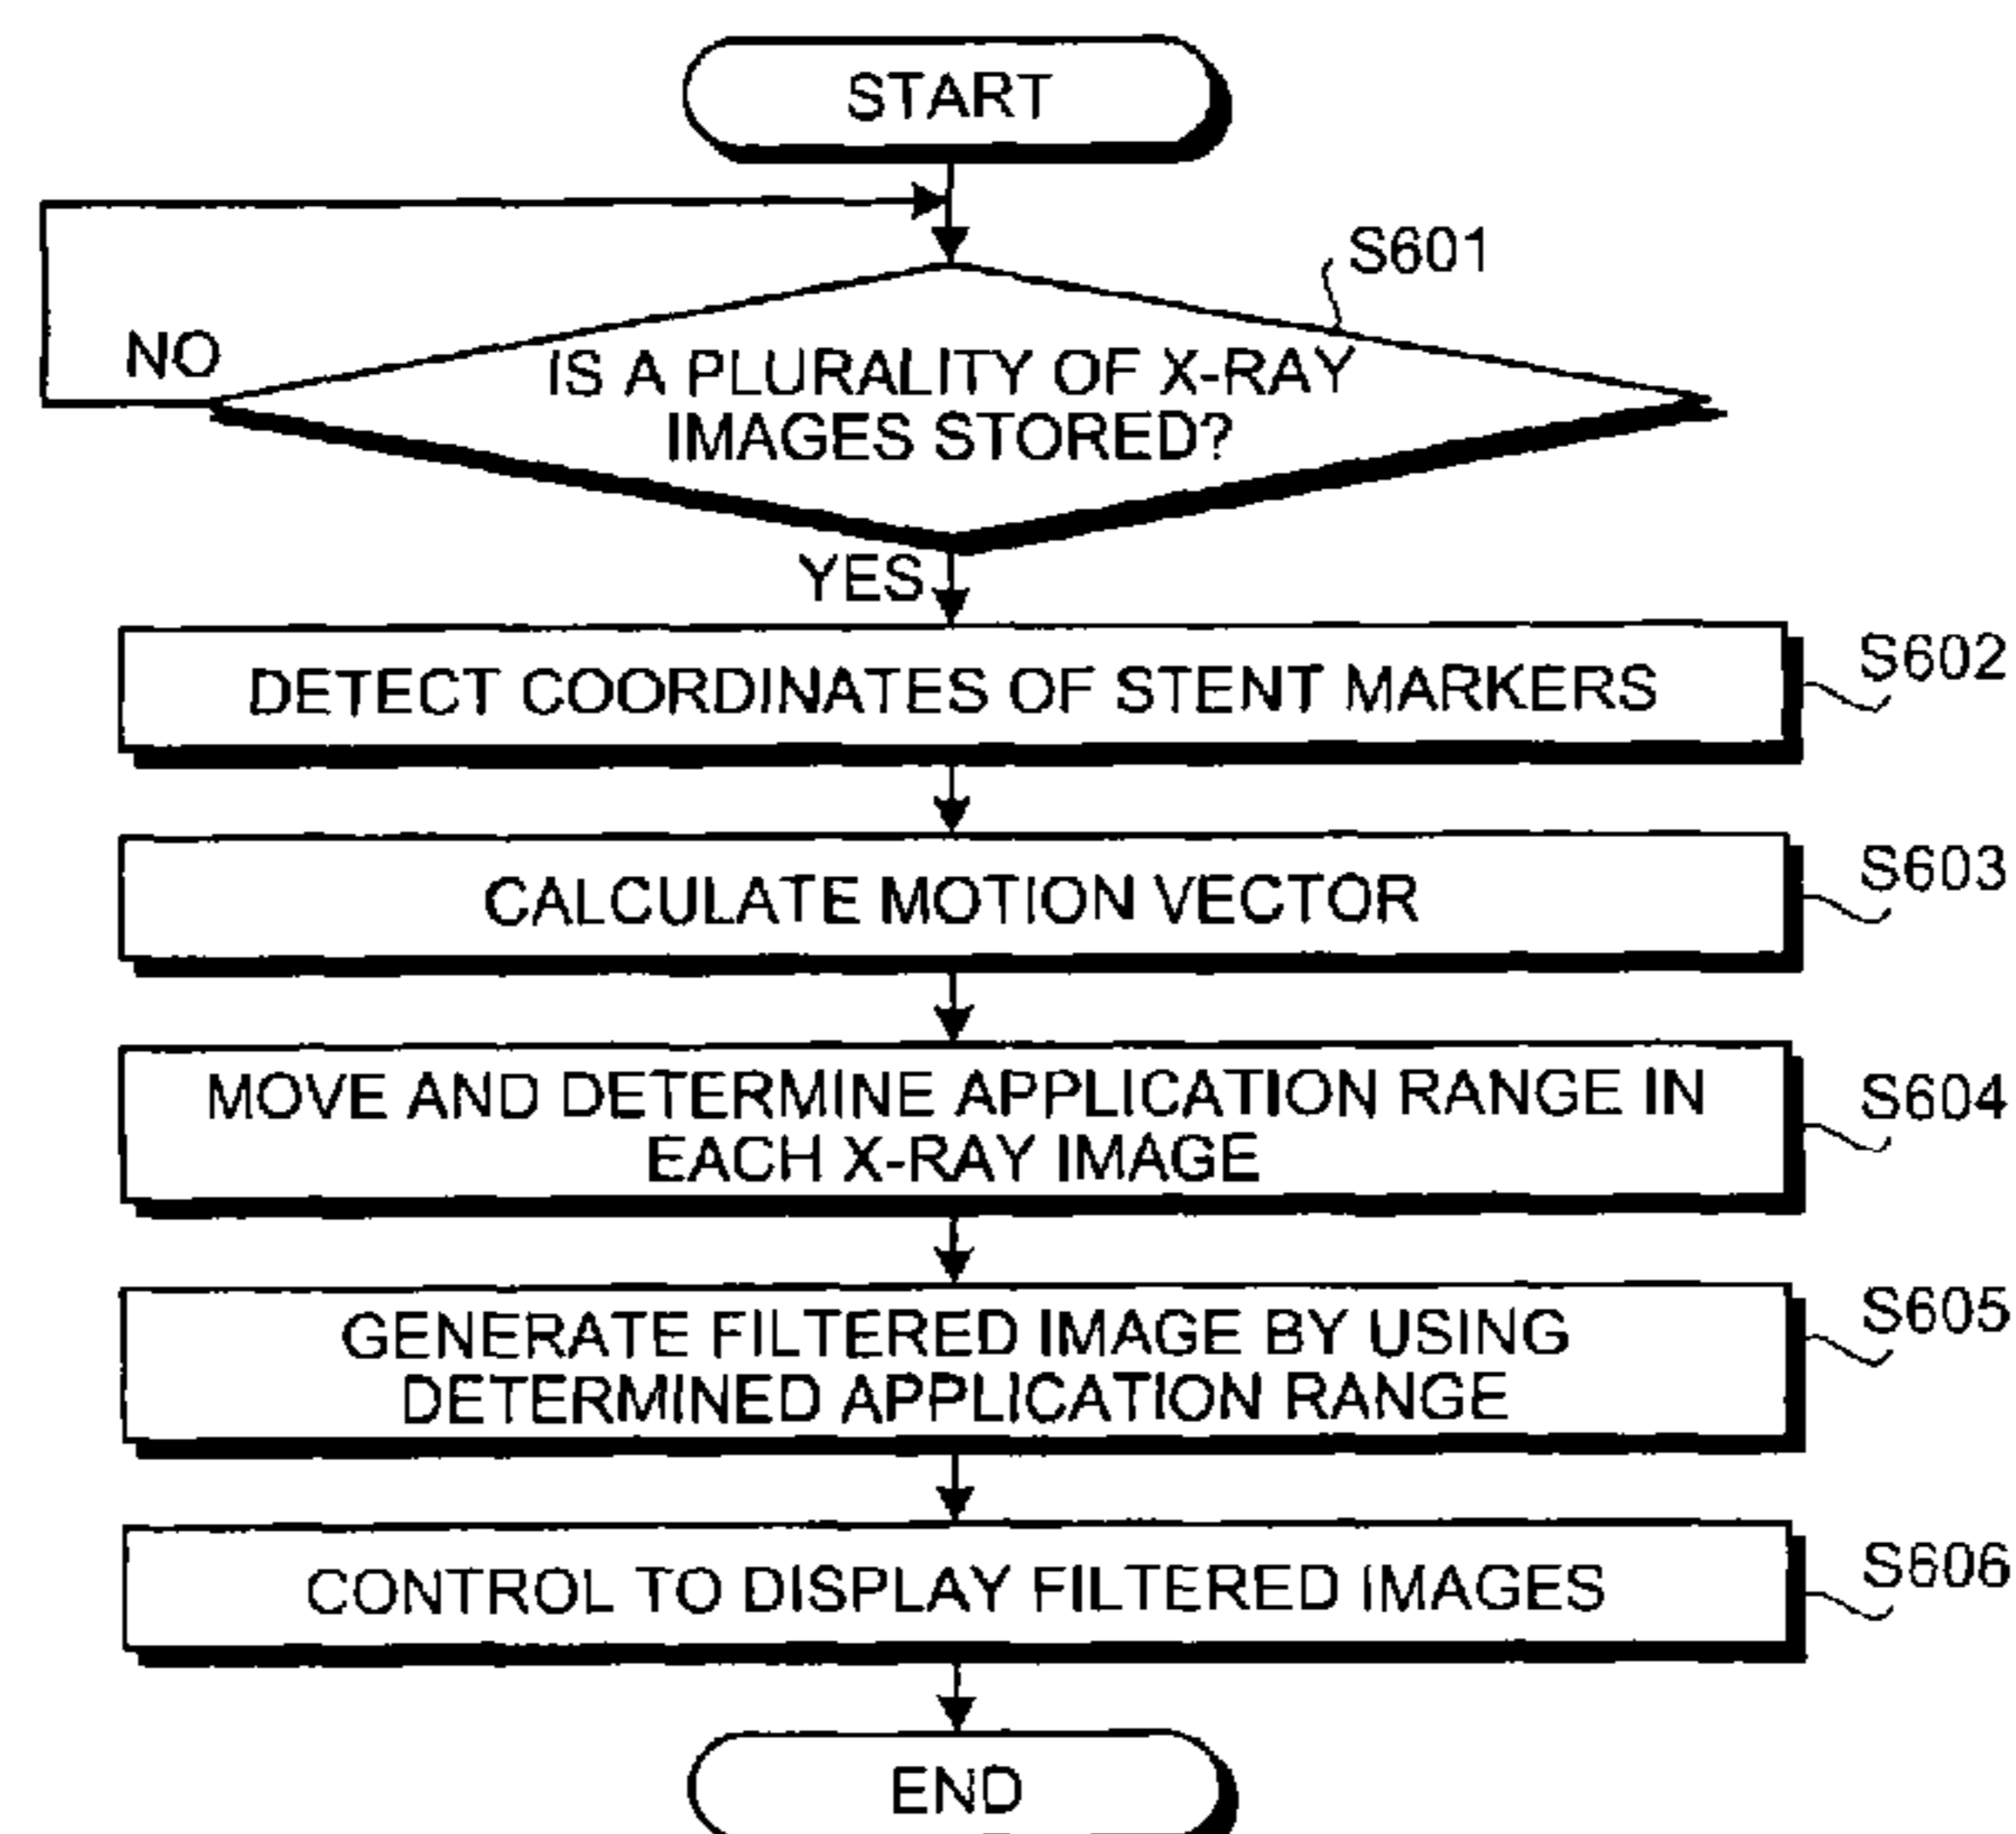 START
S601
NO
IS A PLURALITY OF X-RAY
IMAGES STORED?
YES
DETECT COORDINATES OF STENT MARKERS
S602
CALCULATE MOTION VECTOR
S603
MOVE AND DETERMINE APPLICATION RANGE IN
EACH X-RAY IMAGE
S604
GENERATE FILTERED IMAGE BY USING
DETERMINED APPLICATION RANGE
S605
CONTROL TO DISPLAY FILTERED IMAGES
S606
END